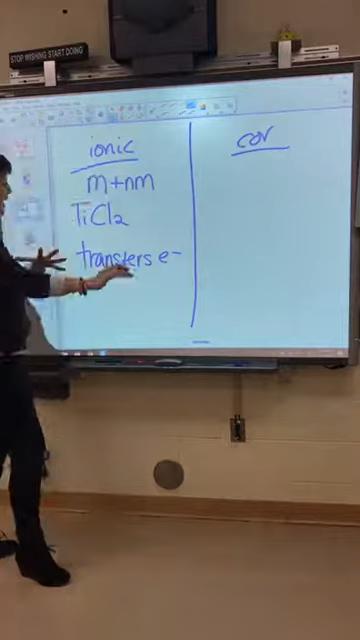 STOP WISHING START DOING
ionic
m+nm
TiCl₂
transfers e-
cov